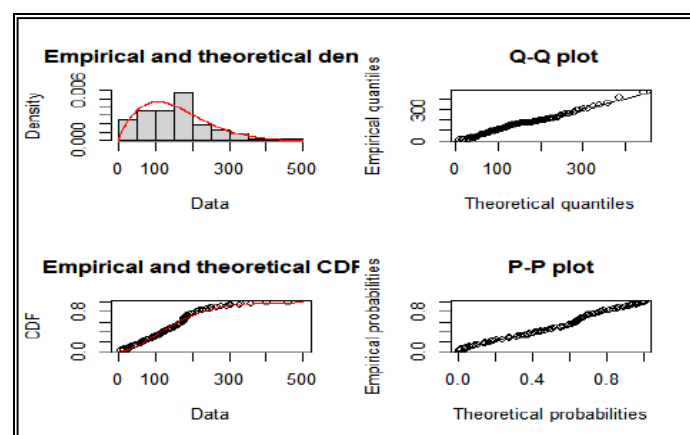 Empirical and theoretical den
Density
0.000
0.006
0
100
300
500
Data
Q-Q plot
Empirical quantiles
0
300
0
100
300
Theoretical quantiles
Empirical and theoretical CDF
CDF
0.0
0.8
0
100
300
500
Data
P-P plot
Empirical probabilities
0.0
0.8
0.0
0.4
0.8
Theoretical probabilities